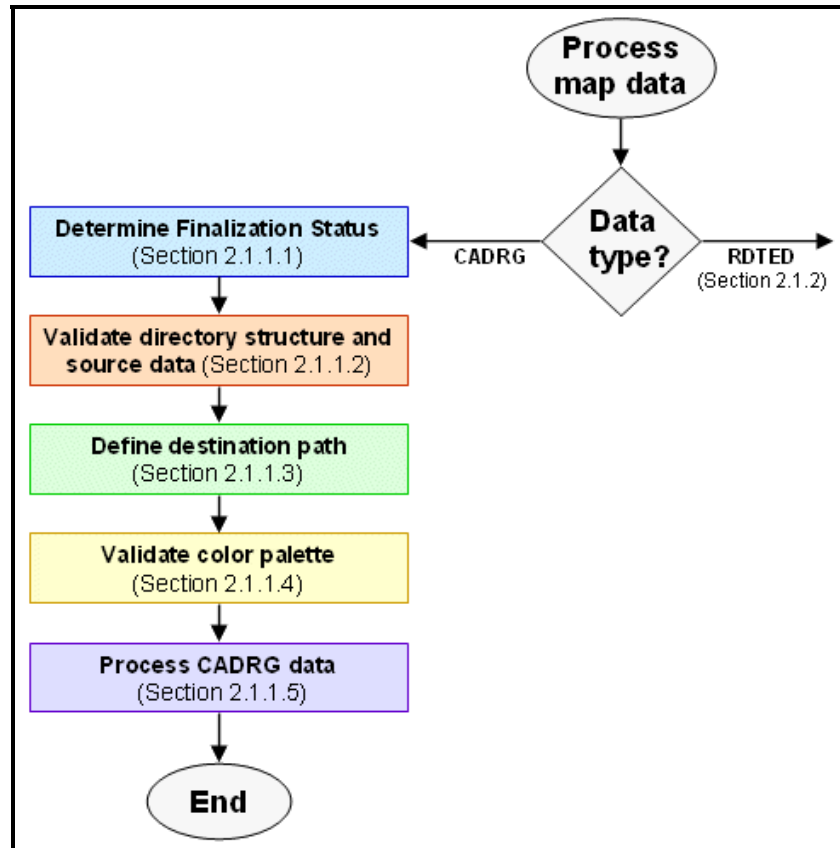 Process
map data
Data
type?
CADRG
RDTED
(Section 2.1.2)
Determine Finalization Status
(Section 2.1.1.1)
Validate directory structure and
source data (Section 2.1.1.2)
Define destination path
(Section 2.1.1.3)
Validate color palette
(Section 2.1.1.4)
Process CADRG data
(Section 2.1.1.5)
End